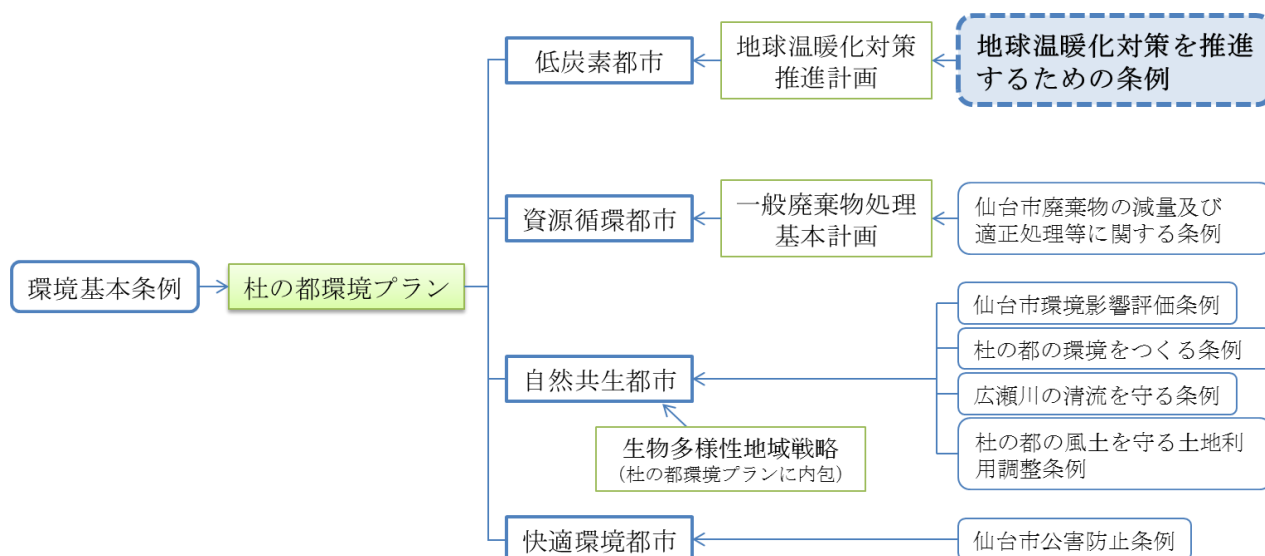 低炭素都市
地球温暖化対策
推進計画
地球温暖化対策を推進
するための条例
資源循環都市
一般廃棄物処理
基本計画
仙台市廃棄物の減量及び
適正処理等に関する条例
環境基本条例
杜の都環境プラン
仙台市環境影響評価条例
杜の都の環境をつくる条例
自然共生都市
広瀬川の清流を守る条例
生物多様性地域戦略
（杜の都環境プランに内包）
杜の都の風土を守る土地利
用調整条例
快適環境都市
仙台市公害防止条例